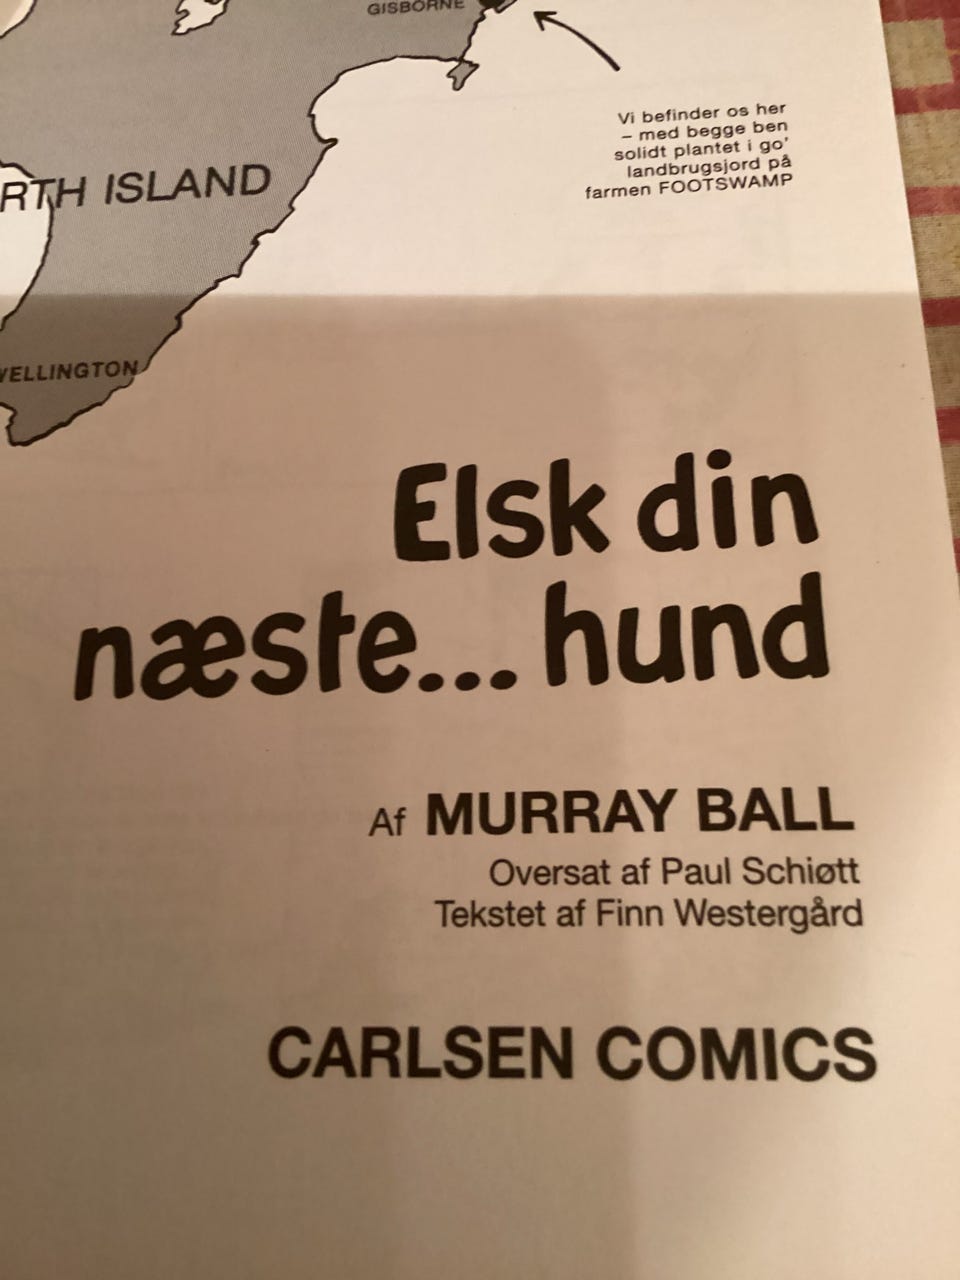 GISBORNE
Vi befinder os her
– med begge ben
solidt plantet i go'
landbrugsjord på
farmen FOOTSWAMP
RTH ISLAND
WELLINGTON
Elsk din
næste... hund
Af MURRAY BALL
Oversat af Paul Schiøtt
Tekstet af Finn Westergård
CARLSEN COMICS